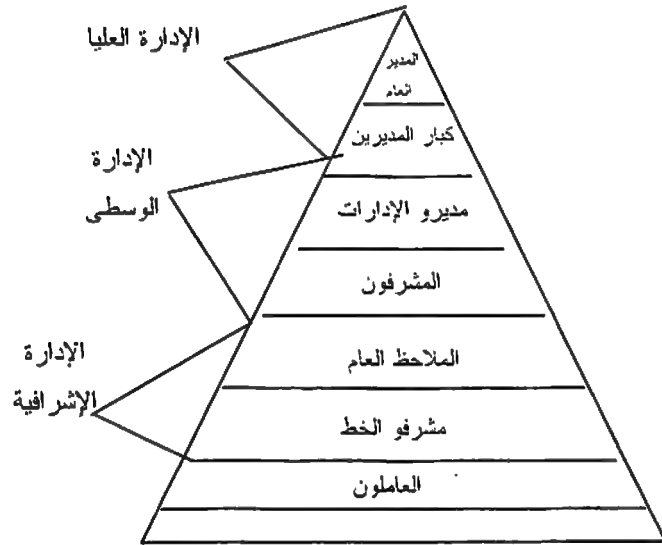 الإدارة العليا
المدير
العام
كبار المديرين
الإدارة
الوسطى
مديرو الإدارات
المشرفون
الإدارة
الإشرافية
الملاحظ العام
مشرفو الخط
العاملون